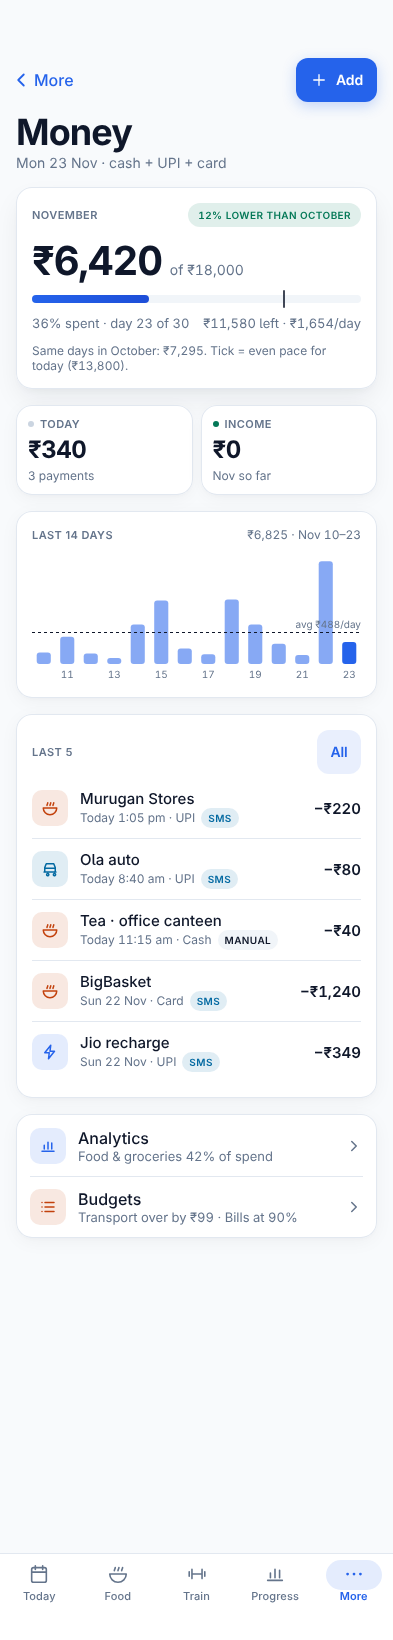 More
Add
Money
Mon 23 Nov · cash + UPI + card
NOVEMBER
12% LOWER THAN OCTOBER
₹6,420 of ₹18,000
36% spent · day 23 of 30 ₹11,580 left · ₹1,654/day
Same days in October: ₹7,295. Tick = even pace for
today (₹13,800).
TODAY
₹340
3 payments
INCOME
₹0
Nov so far
LAST 14 DAYS
₹6,825 · Nov 10–23
avg ₹488/day
11 13 15 17 19 21 23
LAST 5
All
Murugan Stores
Today 1:05 pm · UPI SMS
−₹220
Ola auto
Today 8:40 am · UPI SMS
−₹80
Tea · office canteen
Today 11:15 am · Cash MANUAL
−₹40
BigBasket
Sun 22 Nov · Card SMS
−₹1,240
Jio recharge
Sun 22 Nov · UPI SMS
−₹349
Analytics
Food & groceries 42% of spend
Budgets
Transport over by ₹99 · Bills at 90%
Today Food Train Progress More